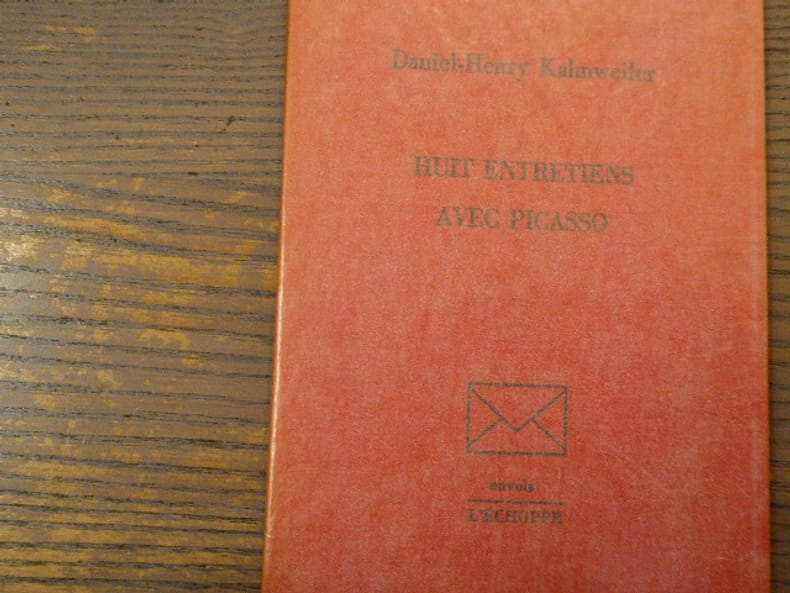 Daniel-Henry Kahnweiler
HUIT ENTRETIENS
AVEC PICASSO
envois
L'ÉCHOPPE